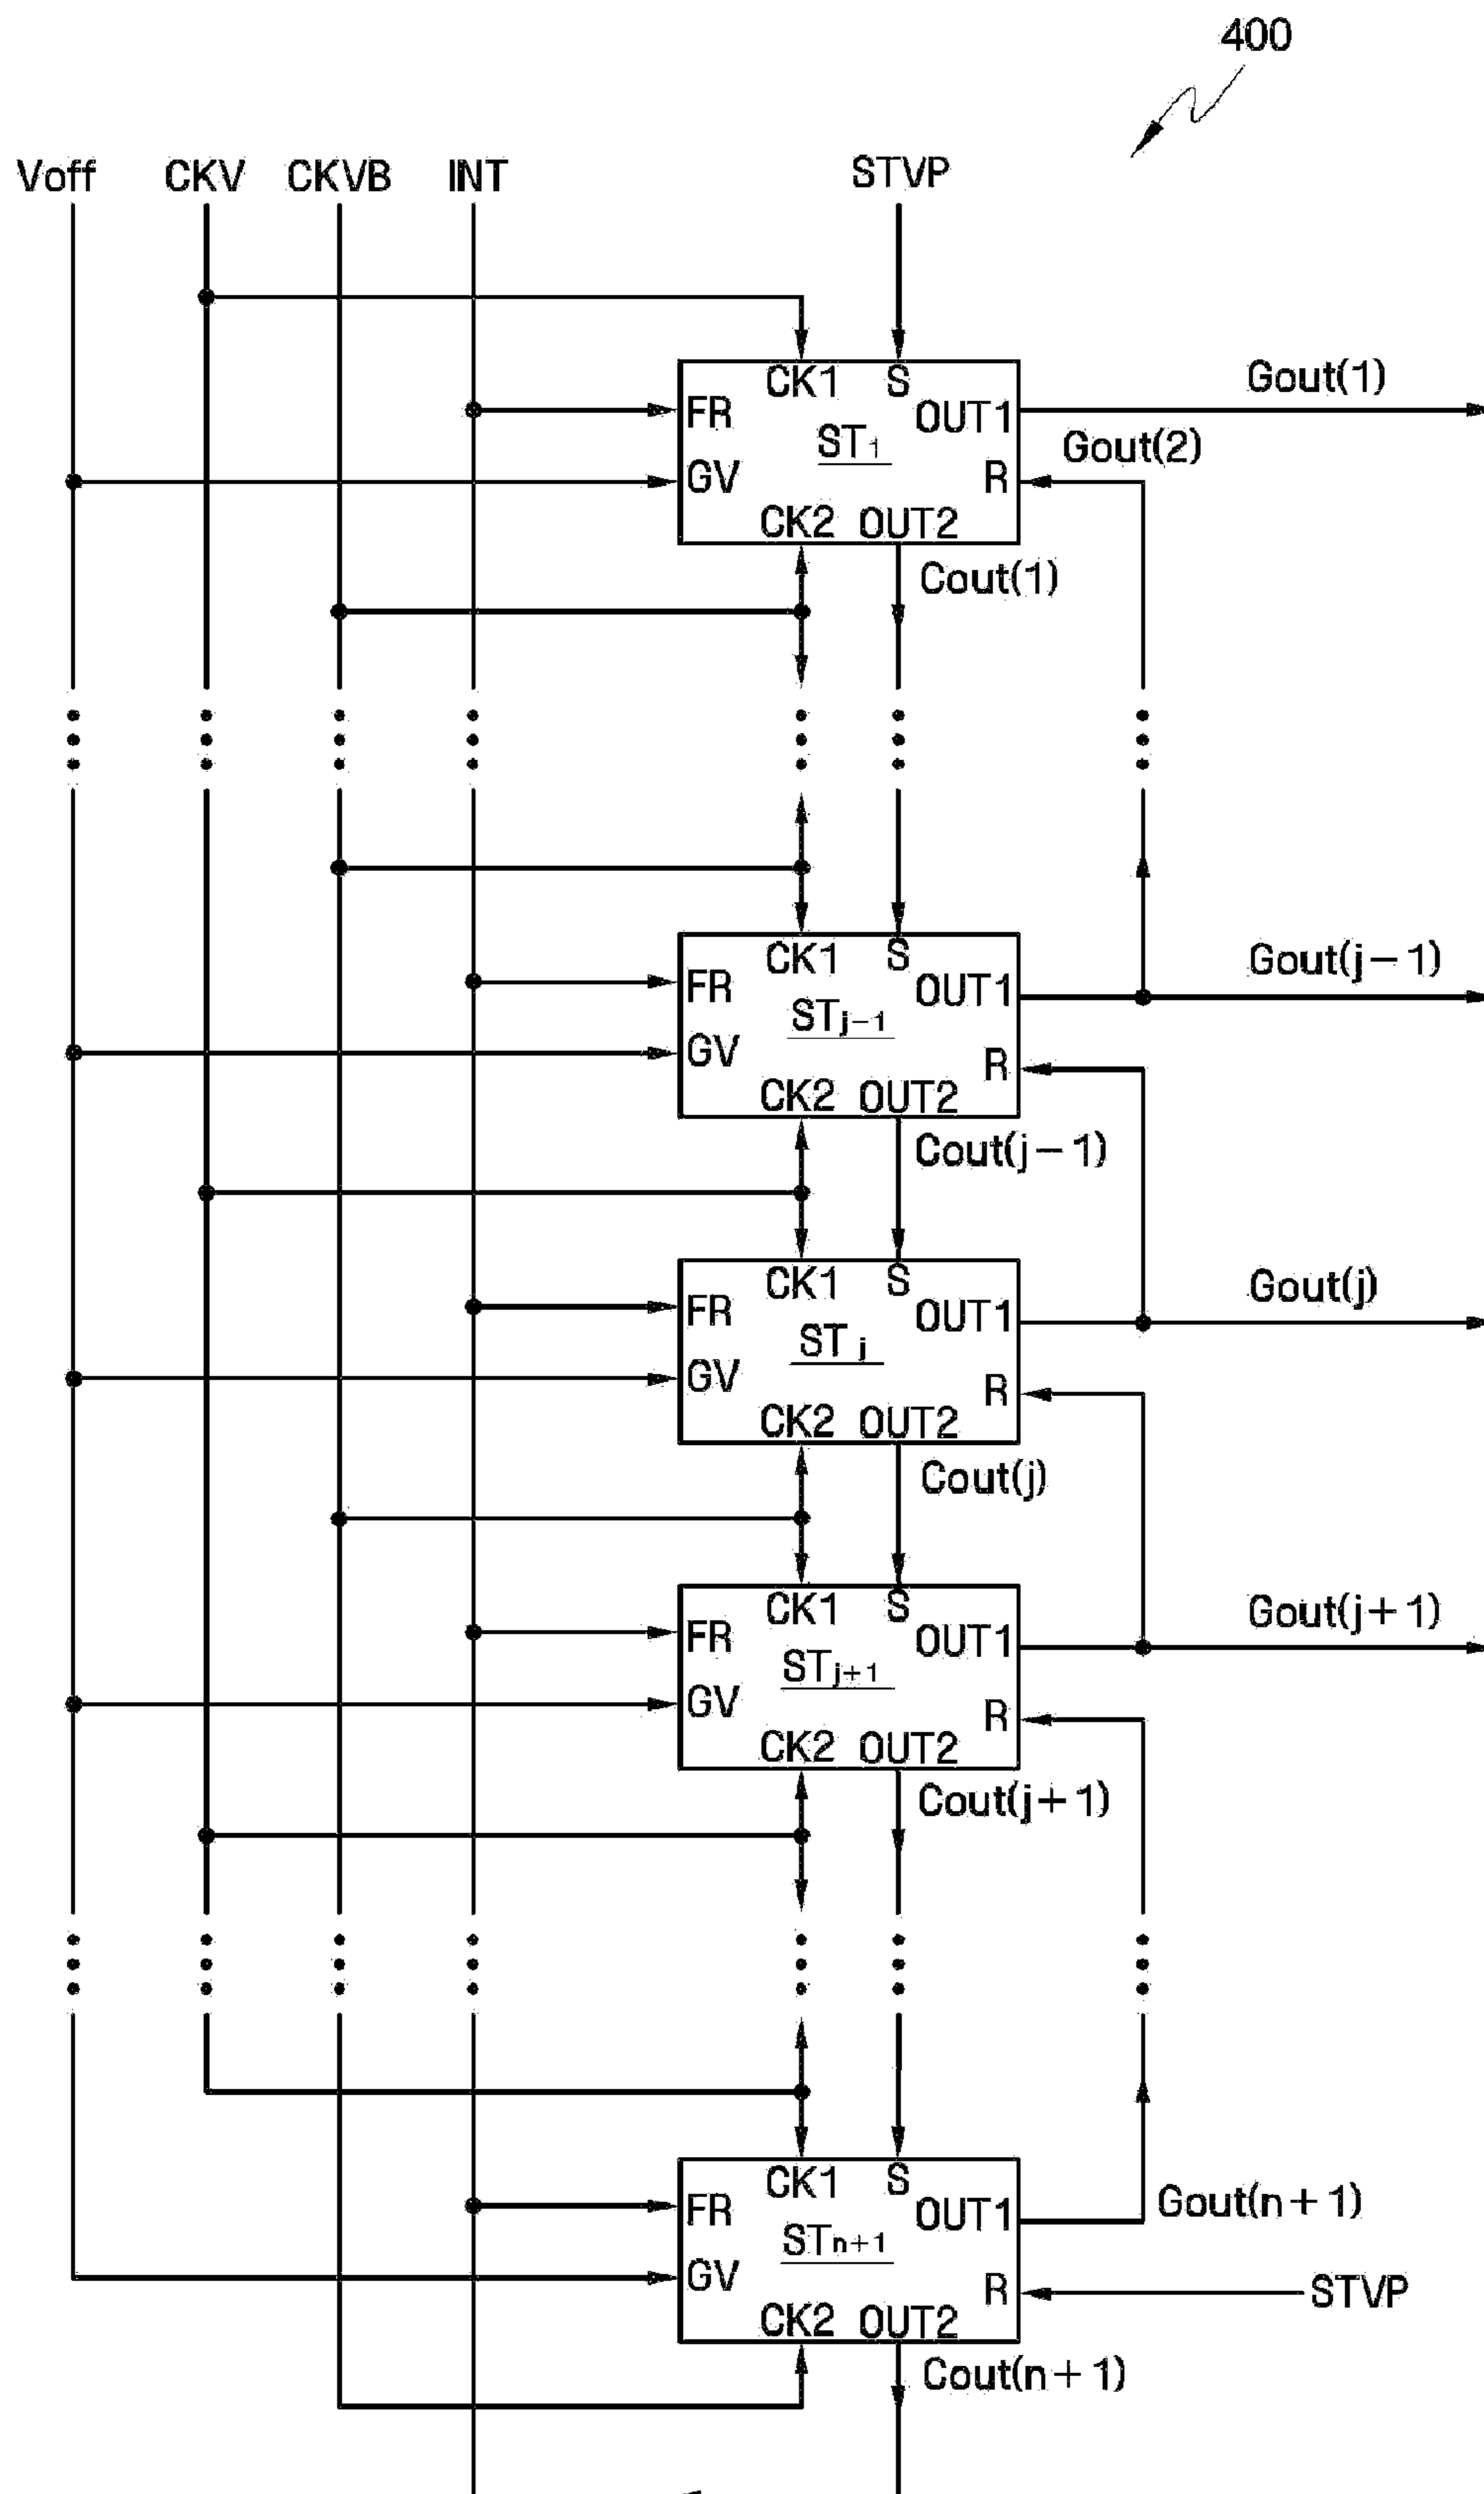 400
Voff CKV CKVB INT STVP
CK1 S
FR OUT1 Gout(1)
ST1 Gout(2)
GV R
CK2 OUT2
Cout(1)
CK1 S
FR OUT1 Gout(j-1)
STj-1
GV R
CK2 OUT2
Cout(j-1)
CK1 S
FR OUT1 Gout(j)
STj
GV R
CK2 OUT2
Cout(j)
CK1 S
FR OUT1 Gout(j+1)
STj+1
GV R
CK2 OUT2
Cout(j+1)
CK1 S
FR OUT1 Gout(n+1)
STn+1
GV R STVP
CK2 OUT2
Cout(n+1)